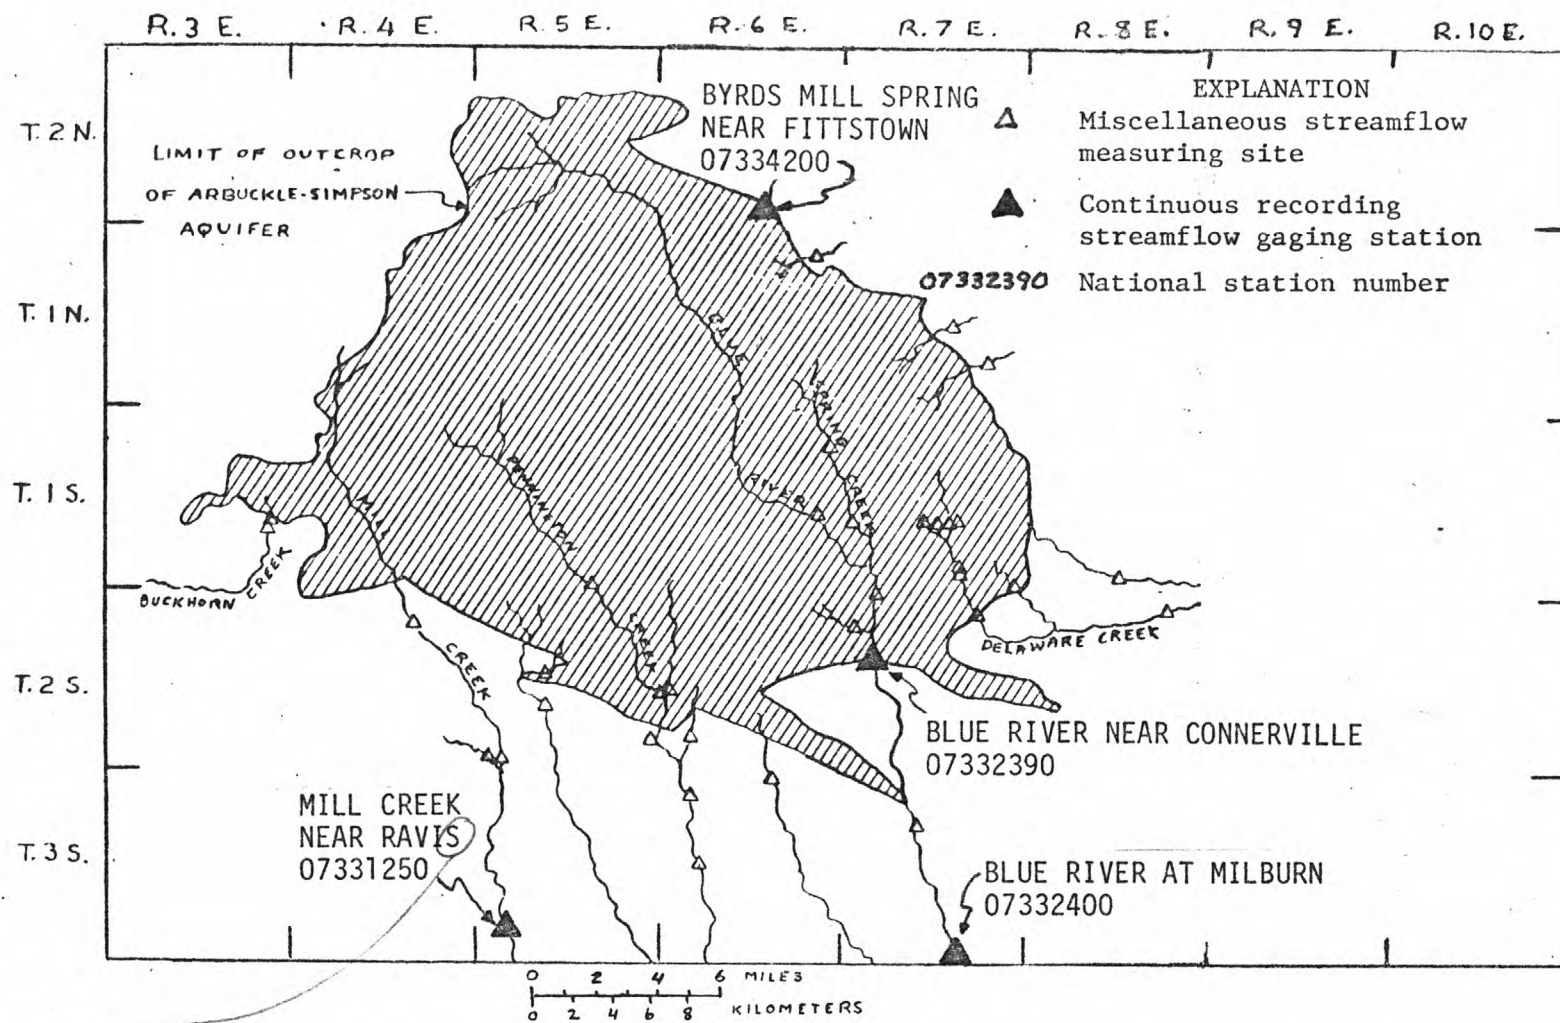 R.3 E. R.4 E. R.5 E. R.6 E. R.7 E. R.8 E. R.9 E. R.10 E.
T. 2 N.
T. 1 N.
T. 1 S.
T. 2 S.
T. 3 S.
LIMIT OF OUTCROP
OF ARBUCKLE-SIMPSON
AQUIFER
BYRDS MILL SPRING
NEAR FITTSTOWN
07334200
EXPLANATION
Miscellaneous streamflow
measuring site
Continuous recording
streamflow gaging station
07332390 National station number
BLUE
RIVER
SPRING
CREEK
PENNINGTON
CREEK
MILL
CREEK
BUCKHORN
CREEK
DELAWARE CREEK
BLUE RIVER NEAR CONNERVILLE
07332390
MILL CREEK
NEAR RAVIS
07331250
BLUE RIVER AT MILBURN
07332400
0 2 4 6 MILES
0 2 4 6 8 KILOMETERS